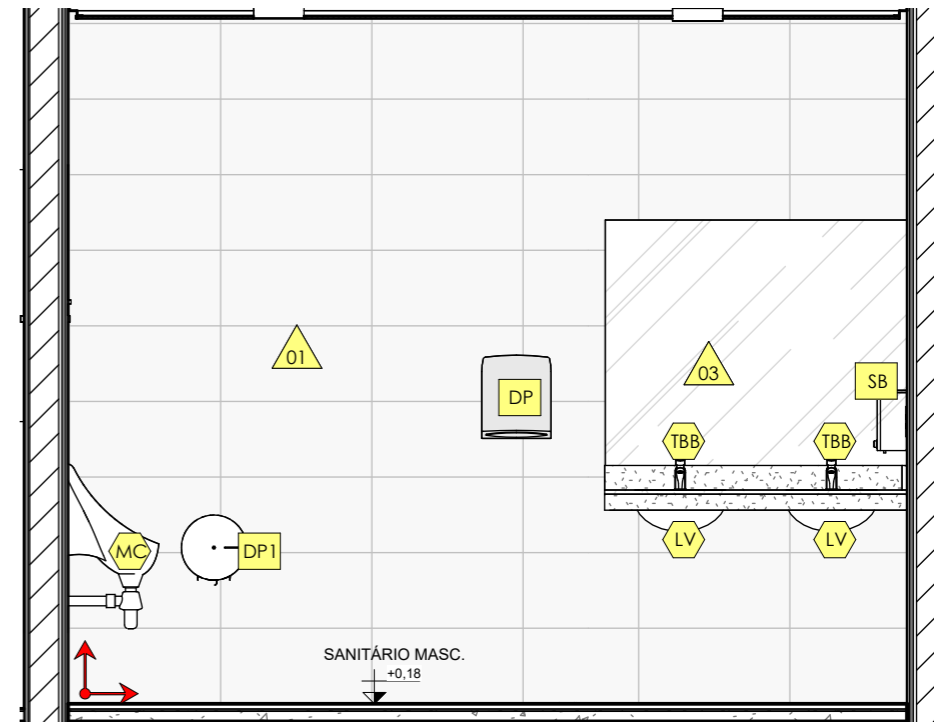 01
03
DP
SB
TBB
TBB
MC
DP1
LV
LV
SANITÁRIO MASC.
+0,18